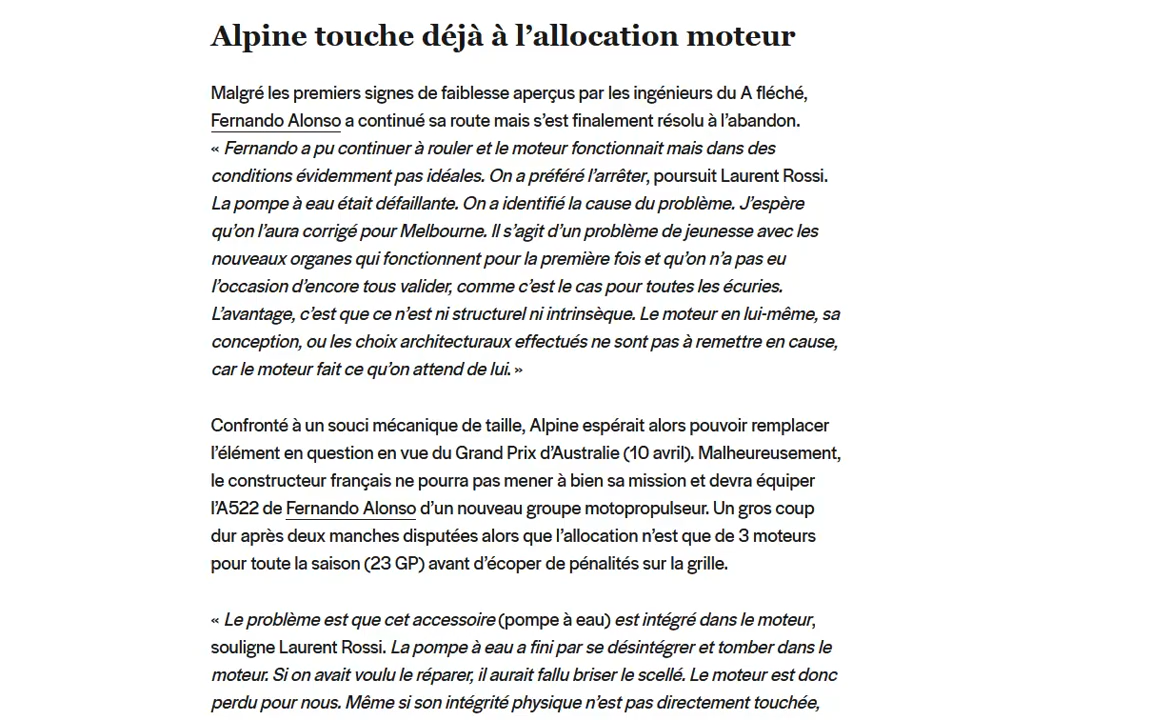 Alpine touche déjà à l’allocation moteur
Malgré les premiers signes de faiblesse aperçus par les ingénieurs du A fléché,
Fernando Alonso a continué sa route mais s’est finalement résolu à l’abandon.
« Fernando a pu continuer à rouler et le moteur fonctionnait mais dans des
conditions évidemment pas idéales. On a préféré l’arrêter, poursuit Laurent Rossi.
La pompe à eau était défaillante. On a identifié la cause du problème. J’espère
qu’on l’aura corrigé pour Melbourne. Il s’agit d’un problème de jeunesse avec les
nouveaux organes qui fonctionnent pour la première fois et qu’on n’a pas eu
l’occasion d’encore tous valider, comme c’est le cas pour toutes les écuries.
L’avantage, c’est que ce n’est ni structurel ni intrinsèque. Le moteur en lui-même, sa
conception, ou les choix architecturaux effectués ne sont pas à remettre en cause,
car le moteur fait ce qu’on attend de lui. »
Confronté à un souci mécanique de taille, Alpine espérait alors pouvoir remplacer
l’élément en question en vue du Grand Prix d’Australie (10 avril). Malheureusement,
le constructeur français ne pourra pas mener à bien sa mission et devra équiper
l’A522 de Fernando Alonso d’un nouveau groupe motopropulseur. Un gros coup
dur après deux manches disputées alors que l’allocation n’est que de 3 moteurs
pour toute la saison (23 GP) avant d’écoper de pénalités sur la grille.
« Le problème est que cet accessoire (pompe à eau) est intégré dans le moteur,
souligne Laurent Rossi. La pompe à eau a fini par se désintégrer et tomber dans le
moteur. Si on avait voulu le réparer, il aurait fallu briser le scellé. Le moteur est donc
perdu pour nous. Même si son intégrité physique n’est pas directement touchée,